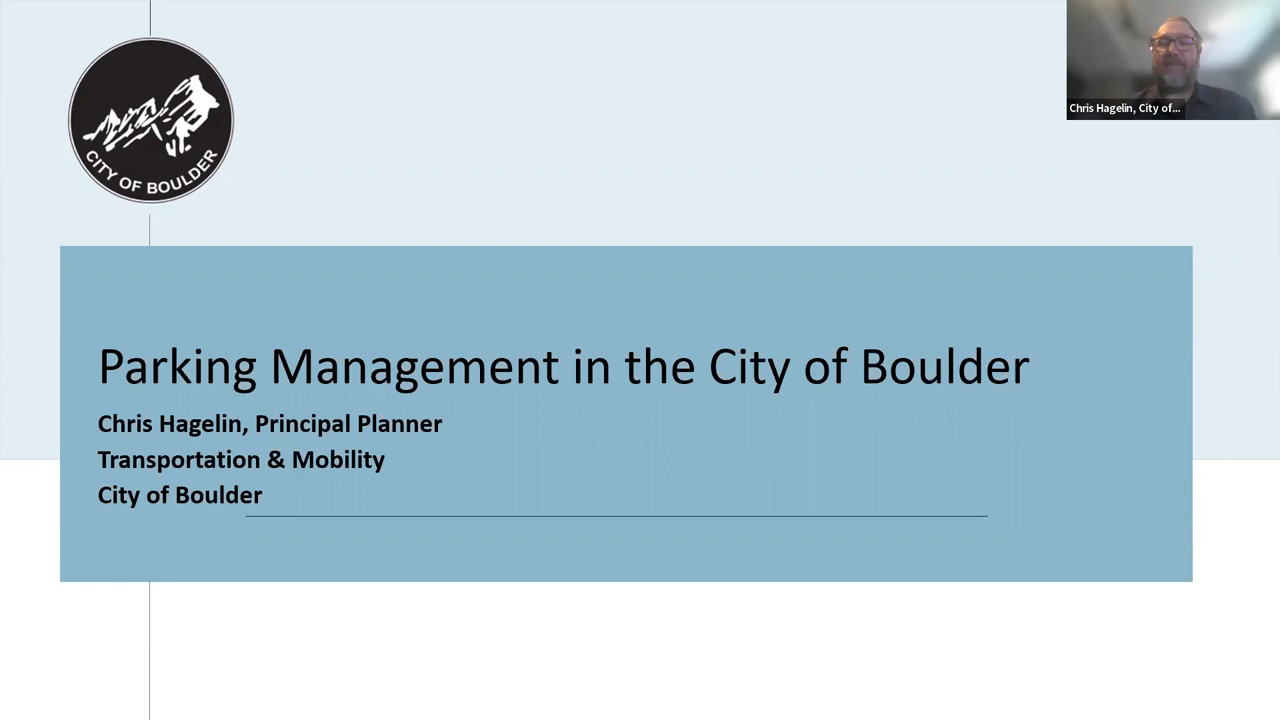 CITY OF BOULDER
Chris Hagelin, City of...
Parking Management in the City of Boulder
Chris Hagelin, Principal Planner
Transportation & Mobility
City of Boulder